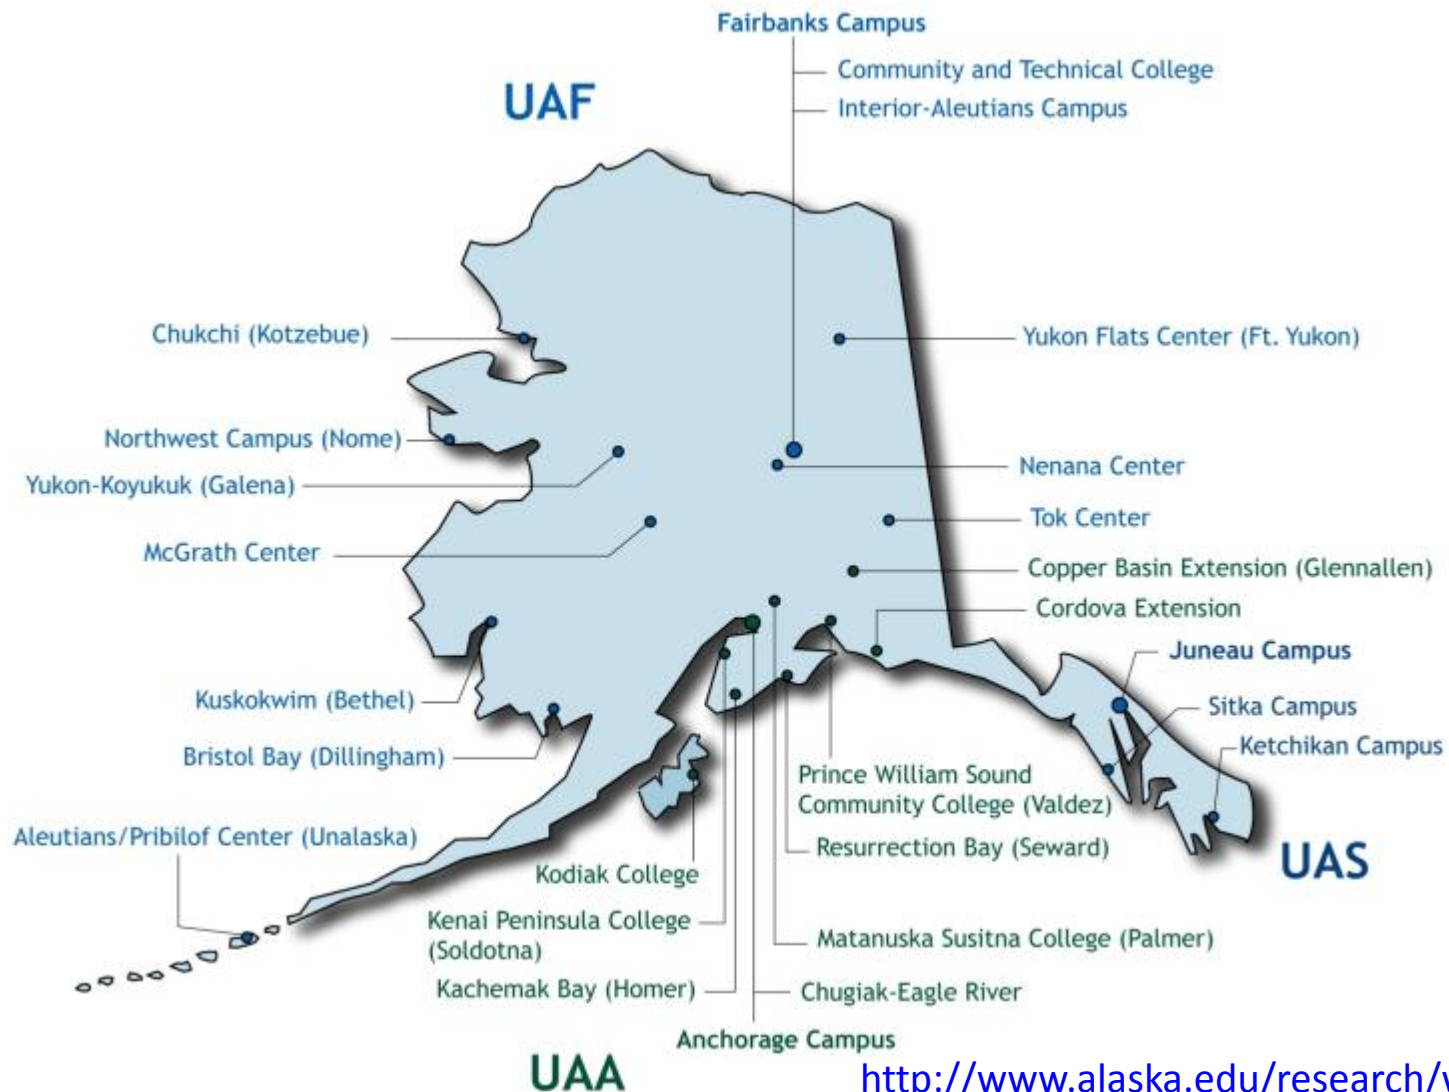 Fairbanks Campus
Community and Technical College
UAF
Interior-Aleutians Campus
Chukchi (Kotzebue)
Yukon Flats Center (Ft. Yukon)
Northwest Campus (Nome)
Nenana Center
Yukon-Koyukuk (Galena)
Tok Center
McGrath Center
Copper Basin Extension (Glennallen)
Cordova Extension
Juneau Campus
Kuskokwim (Bethel)
Sitka Campus
Ketchikan Campus
Bristol Bay (Dillingham)
Prince William Sound
Community College (Valdez)
Aleutians/Pribilof Center (Unalaska)
Resurrection Bay (Seward)
UAS
Kodiak College
Kenai Peninsula College
(Soldotna)
Matanuska Susitna College (Palmer)
Kachemak Bay (Homer)
Chugiak-Eagle River
Anchorage Campus
UAA
http://www.alaska.edu/research/